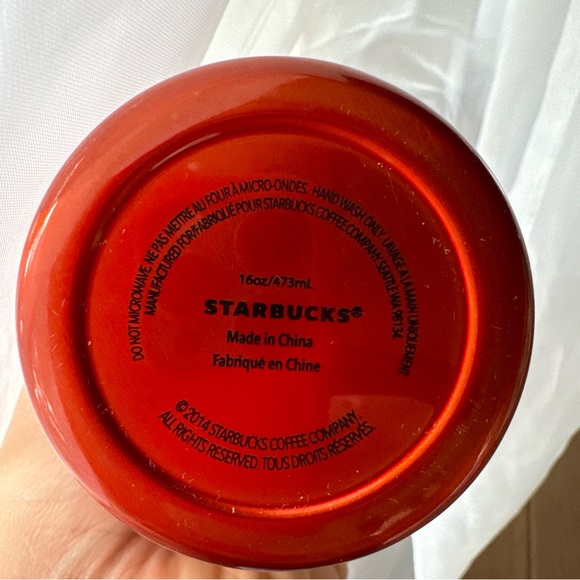 DO NOT MICROWAVE. NE PAS METTRE AU FOUR À MICRO-ONDES. HAND WASH ONLY. LAVAGE À LA MAIN UNIQUEMENT
MANUFACTURED FOR/FABRIQUÉ POUR STARBUCKS COFFEE COMPANY, SEATTLE WA 98134
16oz/473mL
STARBUCKS®
Made in China
Fabriqué en Chine
© 2014 STARBUCKS COFFEE COMPANY.
ALL RIGHTS RESERVED. TOUS DROITS RESERVÉS.